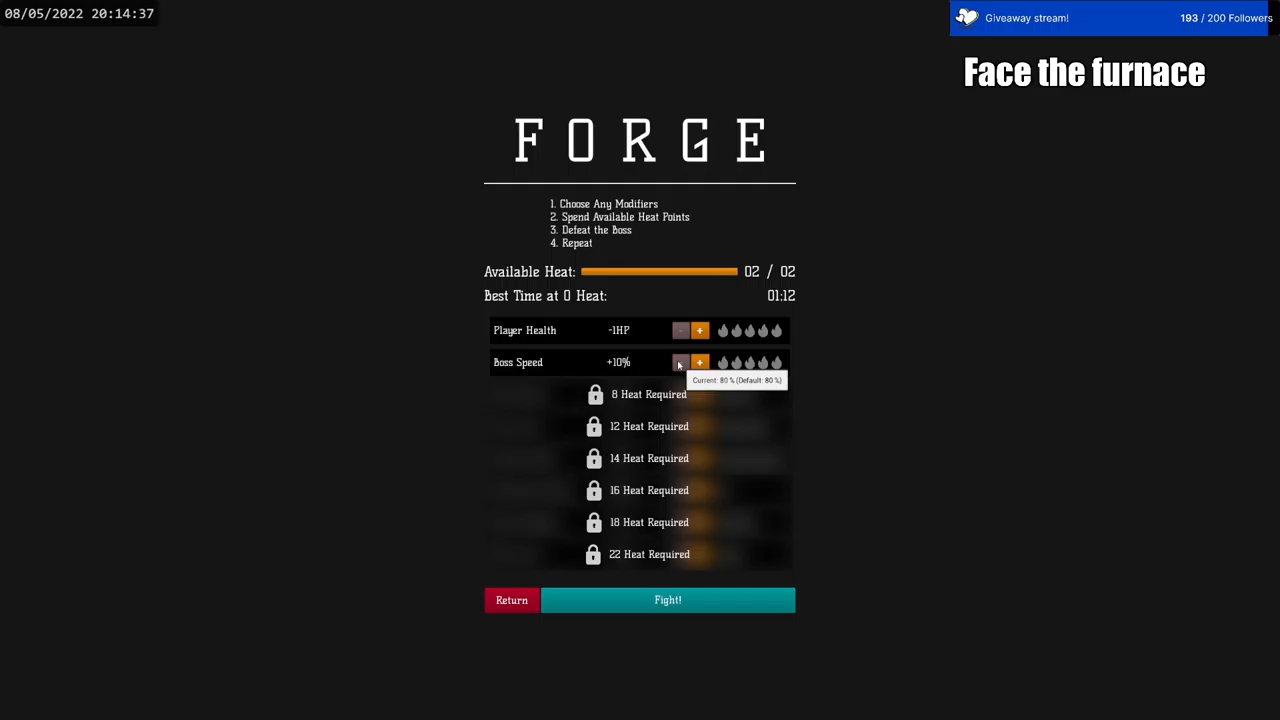 08/05/2022 20:14:37
Giveaway stream!
193 / 200 Followers
Face the furnace
FORGE
1. Choose Any Modifiers
2. Spend Available Heat Points
3. Defeat the Boss
4. Repeat
Available Heat: 02 / 02
Best Time at 0 Heat: 01:12
Player Health -1HP - +
Boss Speed +10% - +
Current: 80 % (Default: 80 %)
8 Heat Required
12 Heat Required
14 Heat Required
16 Heat Required
18 Heat Required
22 Heat Required
Return Fight!